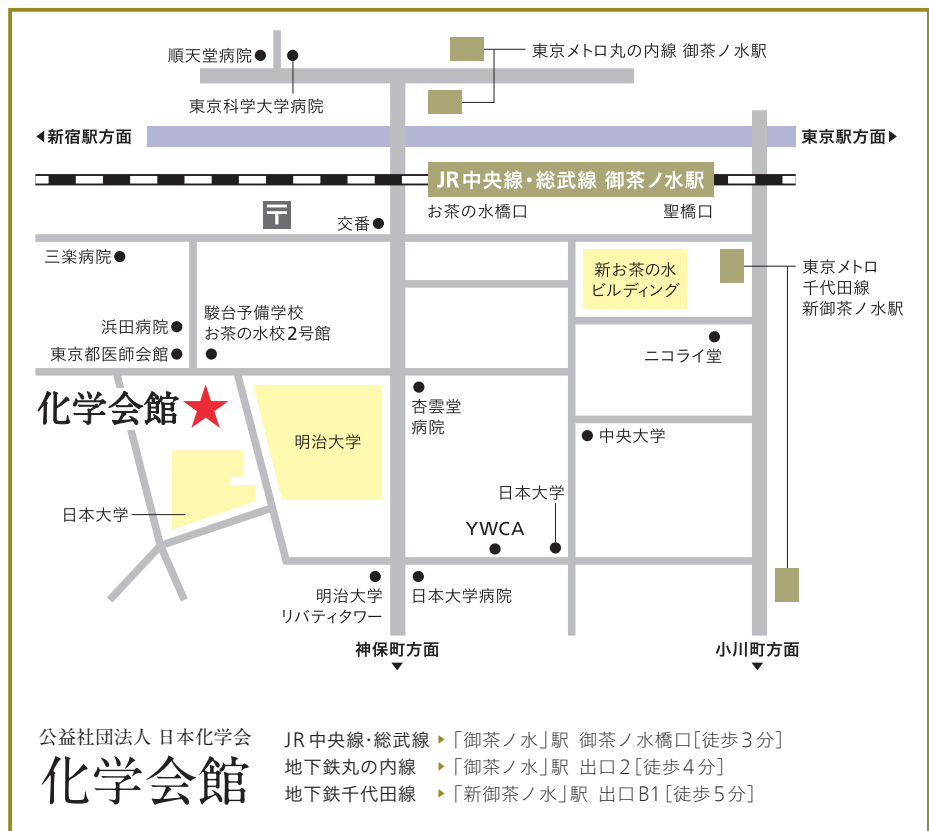 順天堂病院
東京メトロ丸の内線 御茶ノ水駅
東京科学大学病院
新宿駅方面
東京駅方面
JR中央線・総武線 御茶ノ水駅
お茶の水橋口
聖橋口
〒
交番
三楽病院
新お茶の水
ビルディング
東京メトロ
千代田線
新御茶ノ水駅
駿台予備学校
お茶の水校2号館
浜田病院
東京都医師会館
ニコライ堂
化学会館
杏雲堂
病院
明治大学
中央大学
日本大学
日本大学
YWCA
明治大学
リバティタワー
日本大学病院
神保町方面
小川町方面
公益社団法人 日本化学会
化学会館
JR中央線・総武線 ▶ 「御茶ノ水」駅 御茶ノ水橋口[徒歩3分]
地下鉄丸の内線 ▶ 「御茶ノ水」駅 出口2[徒歩4分]
地下鉄千代田線 ▶ 「新御茶ノ水」駅 出口B1[徒歩5分]